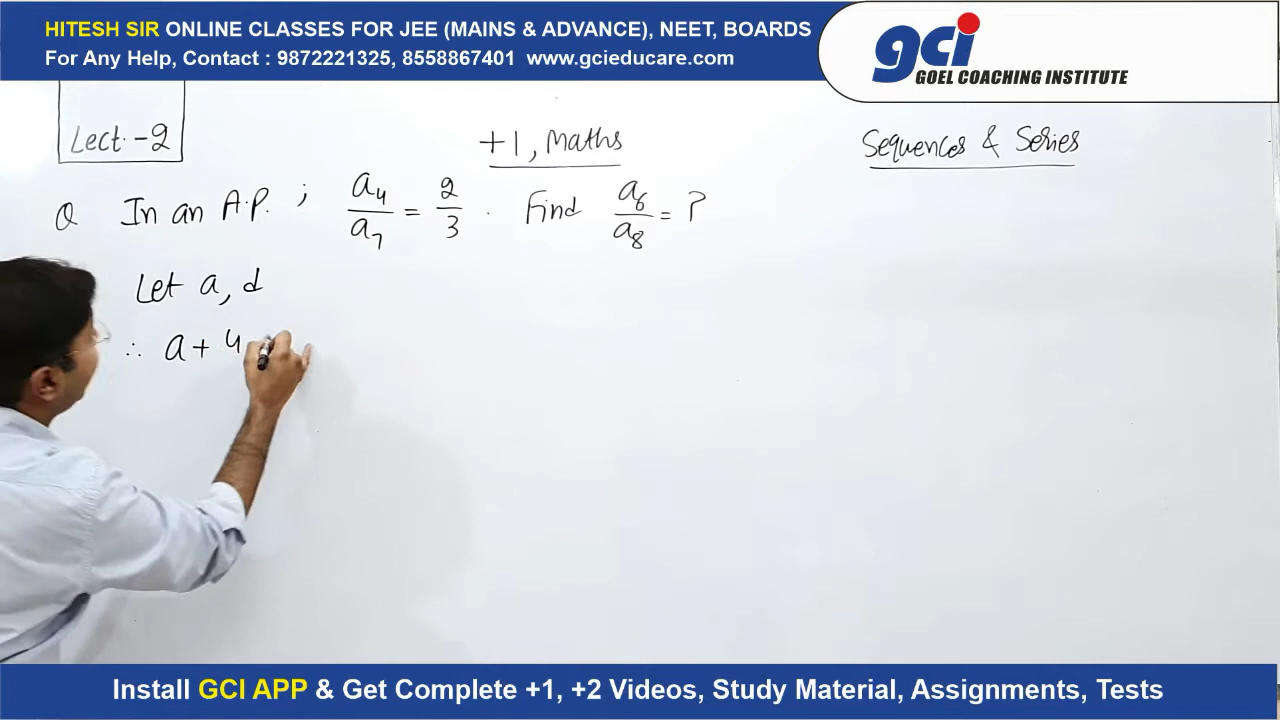 HITESH SIR ONLINE CLASSES FOR JEE (MAINS & ADVANCE), NEET, BOARDS
For Any Help, Contact : 9872221325, 8558867401 www.gcieducare.com
gci
GOEL COACHING INSTITUTE
Lect.-2
+1, Maths
Sequences & Series
Q In an A.P. ; a₄/a₇ = 2/3 . Find a₆/a₈ = ?
Let a, d
∴ a + 4
Install GCI APP & Get Complete +1, +2 Videos, Study Material, Assignments, Tests